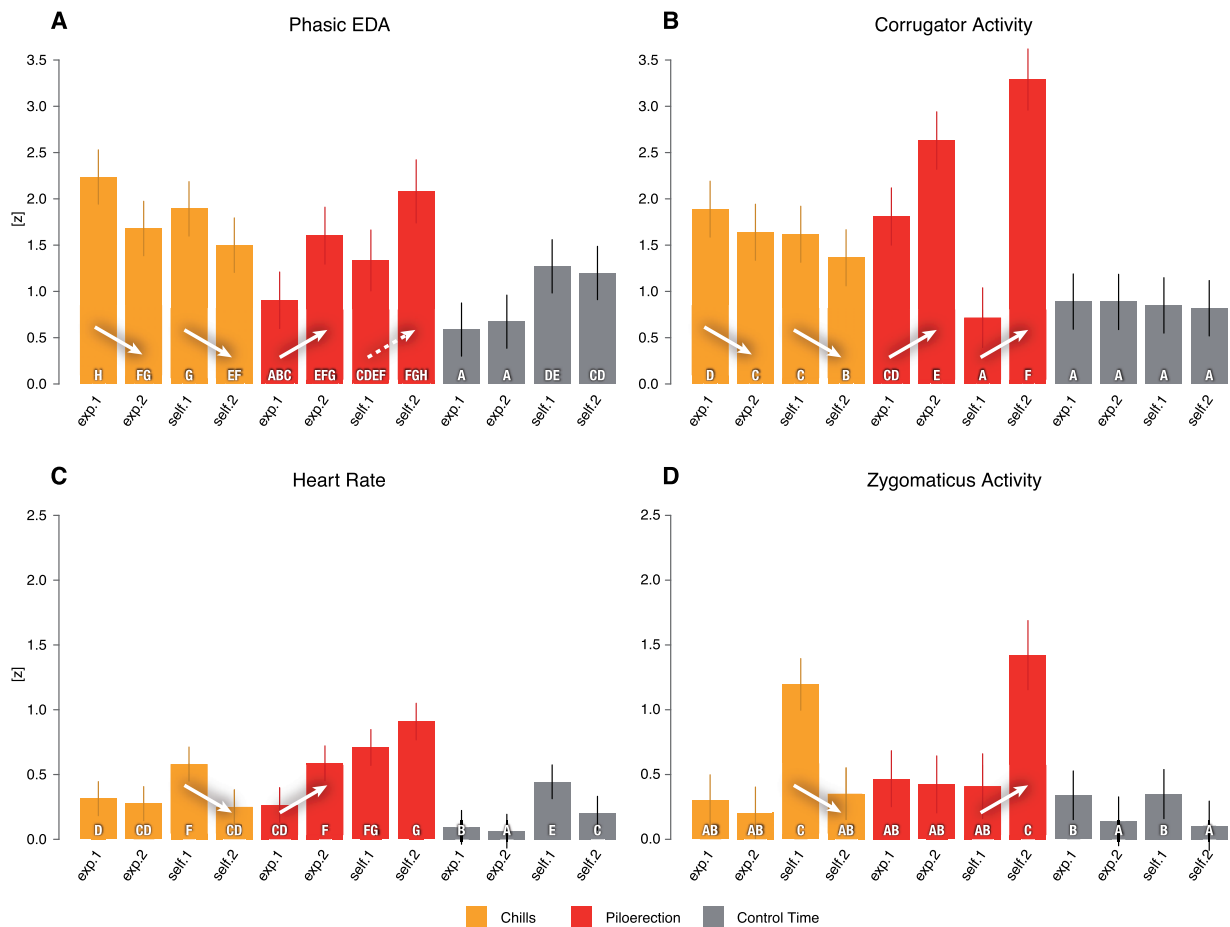 A
Phasic EDA
[z]
3.5
3.0
2.5
2.0
1.5
1.0
0.5
0.0
H FG G EF ABC EFG CDEF FGH A A DE CD
exp.1 exp.2 self.1 self.2 exp.1 exp.2 self.1 self.2 exp.1 exp.2 self.1 self.2
B
Corrugator Activity
3.5
3.0
2.5
2.0
1.5
1.0
0.5
0.0
D C C B CD E A F A A A A
exp.1 exp.2 self.1 self.2 exp.1 exp.2 self.1 self.2 exp.1 exp.2 self.1 self.2
C
Heart Rate
[z]
2.5
2.0
1.5
1.0
0.5
0.0
D CD F CD CD F FG G B A E C
exp.1 exp.2 self.1 self.2 exp.1 exp.2 self.1 self.2 exp.1 exp.2 self.1 self.2
D
Zygomaticus Activity
2.5
2.0
1.5
1.0
0.5
0.0
AB AB C AB AB AB AB C B A B A
exp.1 exp.2 self.1 self.2 exp.1 exp.2 self.1 self.2 exp.1 exp.2 self.1 self.2
Chills Piloerection Control Time